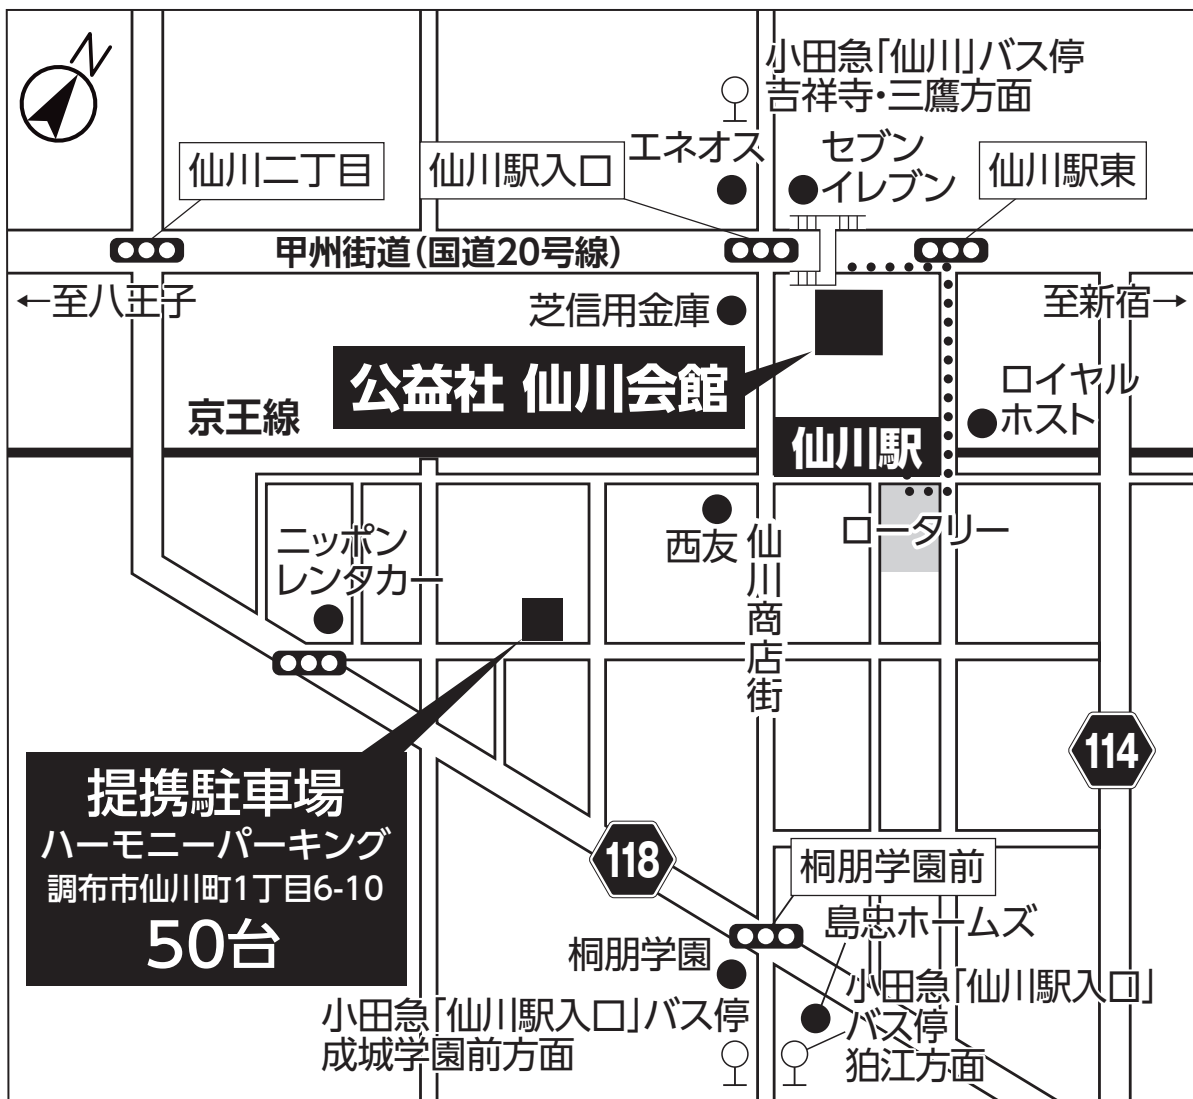 N
小田急「仙川」バス停
吉祥寺・三鷹方面
仙川二丁目
仙川駅入口
エネオス
セブン
イレブン
仙川駅東
甲州街道(国道20号線)
←至八王子
芝信用金庫
至新宿→
公益社 仙川会館
ロイヤル
ホスト
京王線
仙川駅
ニッポン
レンタカー
西友
ロータリー
仙川商店街
提携駐車場
ハーモニーパーキング
調布市仙川町1丁目6-10
50台
114
118
桐朋学園前
島忠ホームズ
桐朋学園
小田急「仙川駅入口」バス停
成城学園前方面
小田急「仙川駅入口」
バス停
狛江方面